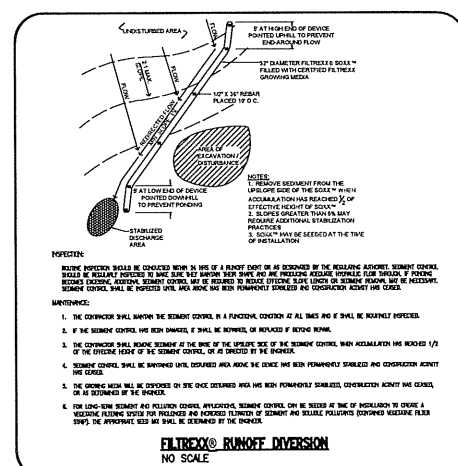 UNDISTURBED AREA
FLOW
5' AT HIGH END OF DEVICE
POINTED UPHILL TO PREVENT
END-AROUND FLOW
2:1 MAX.
SLOPE
FLOW
FLOW
DIAMETER FILTREXX® SOXX™
FILLED WITH CERTIFIED FILTREXX
GROWING MEDIA
1/2" X 36" REBAR
PLACED 10' O.C.
REDIRECTED FLOW
MIN. SLOPE
AREA OF
EXCAVATION /
DISTURBANCE
5' AT LOW END OF DEVICE
POINTED DOWNHILL
TO PREVENT PONDING
STABILIZED
DISCHARGE
AREA
NOTES:
1. REMOVE SEDIMENT FROM THE
UPSLOPE SIDE OF THE SOXX™ WHEN
ACCUMULATION HAS REACHED 1/2 OF
EFFECTIVE HEIGHT OF SOXX™
2. SLOPES GREATER THAN 5% MAY
REQUIRE ADDITIONAL STABILIZATION
PRACTICES
3. SOXX™ MAY BE SEEDED AT THE TIME
OF INSTALLATION
INSPECTION:
ROUTINE INSPECTION SHOULD BE CONDUCTED WITHIN 24 HRS OF A RUNOFF EVENT OR AS DESIGNATED BY THE REGULATING AUTHORITY. SEDIMENT CONTROL
SHOULD BE REGULARLY INSPECTED TO MAKE SURE THEY MAINTAIN THEIR SHAPE AND ARE PRODUCING ADEQUATE HYDRAULIC FLOW THROUGH. IF PONDING
BECOMES EXCESSIVE, ADDITIONAL SEDIMENT CONTROL MAY BE REQUIRED TO REDUCE EFFECTIVE SLOPE LENGTH OR SEDIMENT REMOVAL MAY BE NECESSARY.
SEDIMENT CONTROL SHALL BE INSPECTED UNTIL AREA ABOVE HAS BEEN PERMANENTLY STABILIZED AND CONSTRUCTION ACTIVITY HAS CEASED.
MAINTENANCE:
1. THE CONTRACTOR SHALL MAINTAIN THE SEDIMENT CONTROL IN A FUNCTIONAL CONDITION AT ALL TIMES AND IT SHALL BE ROUTINELY INSPECTED.
2. IF THE SEDIMENT CONTROL HAS BEEN DAMAGED, IT SHALL BE REPAIRED, OR REPLACED IF BEYOND REPAIR.
3. THE CONTRACTOR SHALL REMOVE SEDIMENT AT THE BASE OF THE UPSLOPE SIDE OF THE SEDIMENT CONTROL WHEN ACCUMULATION HAS REACHED 1/2
OF THE EFFECTIVE HEIGHT OF THE SEDIMENT CONTROL, OR AS DIRECTED BY THE ENGINEER.
4. SEDIMENT CONTROL SHALL BE MAINTAINED UNTIL DISTURBED AREA ABOVE THE DEVICE HAS BEEN PERMANENTLY STABILIZED AND CONSTRUCTION ACTIVITY
HAS CEASED.
5. THE GROWING MEDIA WILL BE DISPERSED ON SITE ONCE DISTURBED AREA HAS BEEN PERMANENTLY STABILIZED, CONSTRUCTION ACTIVITY HAS CEASED,
OR AS DETERMINED BY THE ENGINEER.
6. FOR LONG-TERM SEDIMENT AND POLLUTION CONTROL APPLICATIONS, SEDIMENT CONTROL CAN BE SEEDED AT TIME OF INSTALLATION TO CREATE A
VEGETATIVE FILTERING SYSTEM FOR PROLONGED AND INCREASED FILTRATION OF SEDIMENT AND SOLUBLE POLLUTANTS (CONTAINED VEGETATIVE FILTER
STRIP). THE APPROPRIATE SEED MIX SHALL BE DETERMINED BY THE ENGINEER.
FILTREXX® RUNOFF DIVERSION
NO SCALE